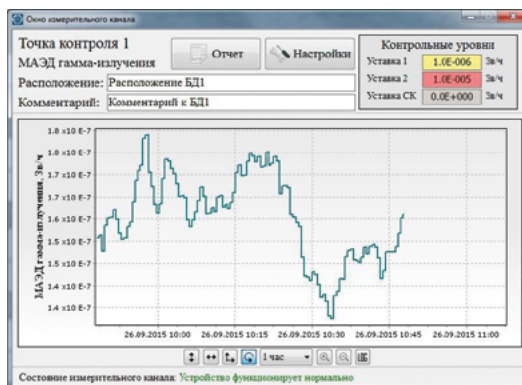 Окно измерительного канала
Точка контроля 1
МАЭД гамма-излучения
Отчет
Настройки
Контрольные уровни
Уставка 1 1.0E-006 Зв/ч
Уставка 2 1.0E-005 Зв/ч
Уставка СК 0.0E+000 Зв/ч
Расположение: Расположение БД1
Комментарий: Комментарий к БД1
МАЭД гамма-излучения, Зв/ч
1.8 x10 E-7
1.8 x10 E-7
1.7 x10 E-7
1.7 x10 E-7
1.6 x10 E-7
1.5 x10 E-7
1.5 x10 E-7
1.4 x10 E-7
1.4 x10 E-7
26.09.2015 10:00 26.09.2015 10:15 26.09.2015 10:30 26.09.2015 10:45 26.09.2015 11:00
1 час
Состояние измерительного канала: Устройство функционирует нормально